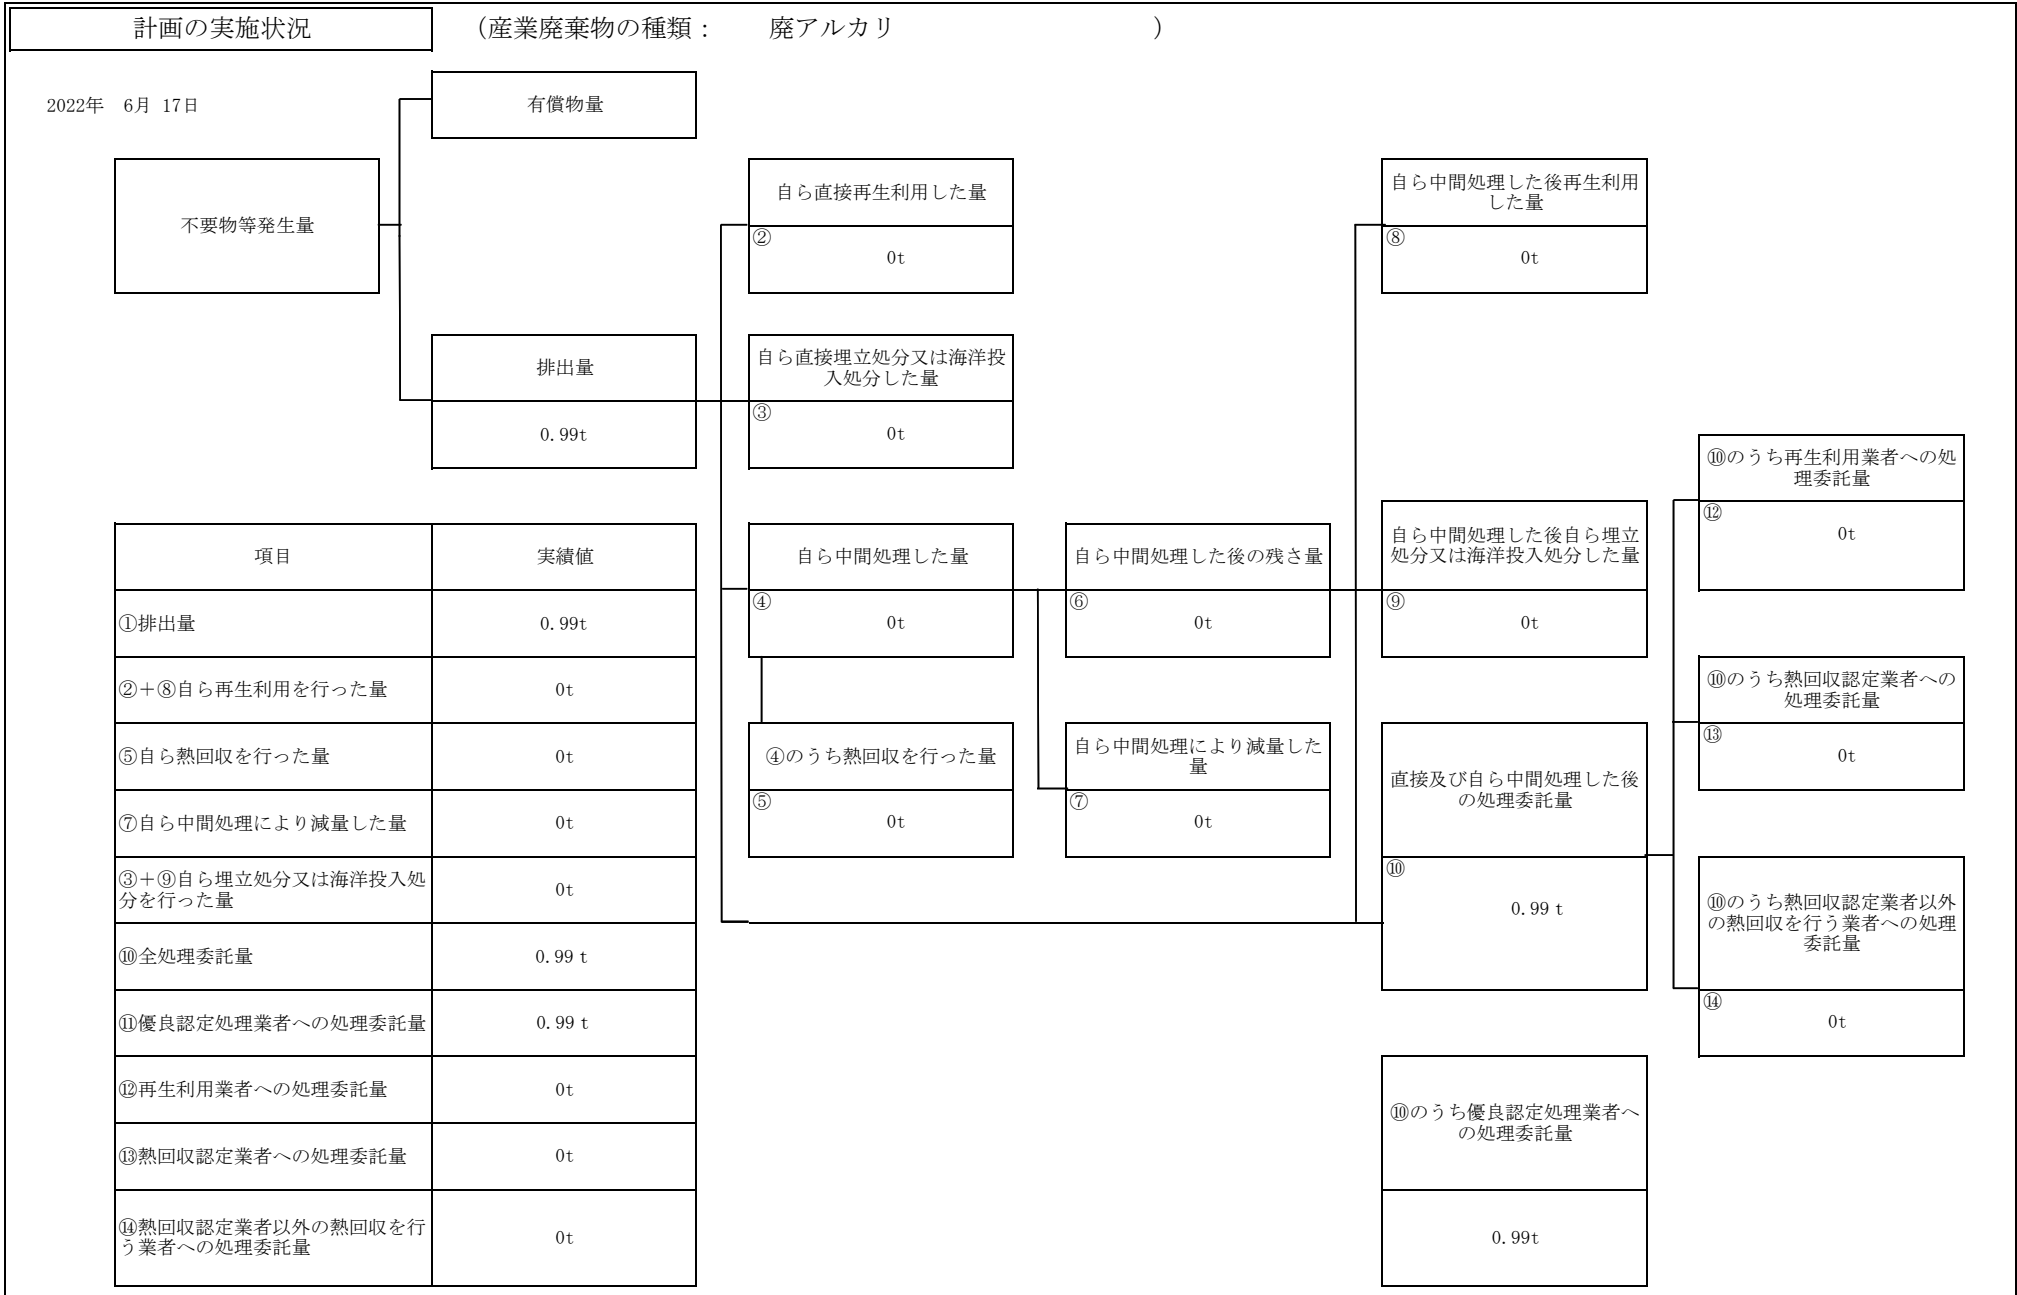 計画の実施状況 （産業廃棄物の種類： 廃アルカリ ）
2022年 6月 17日
有償物量
不要物等発生量
自ら直接再生利用した量
②
0t
自ら中間処理した後再生利用
した量
⑧
0t
排出量
0.99t
自ら直接埋立処分又は海洋投
入処分した量
③
0t
⑩のうち再生利用業者への処
理委託量
⑫
0t
自ら中間処理した量
④
0t
自ら中間処理した後の残さ量
⑥
0t
自ら中間処理した後自ら埋立
処分又は海洋投入処分した量
⑨
0t
⑩のうち熱回収認定業者への
処理委託量
⑬
0t
④のうち熱回収を行った量
⑤
0t
自ら中間処理により減量した
量
⑦
0t
直接及び自ら中間処理した後
の処理委託量
⑩
0.99ｔ
⑩のうち熱回収認定業者以外
の熱回収を行う業者への処理
委託量
⑭
0t
⑩のうち優良認定処理業者へ
の処理委託量
0.99t
項目 実績値
①排出量 0.99t
②＋⑧自ら再生利用を行った量 0t
⑤自ら熱回収を行った量 0t
⑦自ら中間処理により減量した量 0t
③＋⑨自ら埋立処分又は海洋投入処
分を行った量 0t
⑩全処理委託量 0.99ｔ
⑪優良認定処理業者への処理委託量 0.99ｔ
⑫再生利用業者への処理委託量 0t
⑬熱回収認定業者への処理委託量 0t
⑭熱回収認定業者以外の熱回収を行
う業者への処理委託量 0t